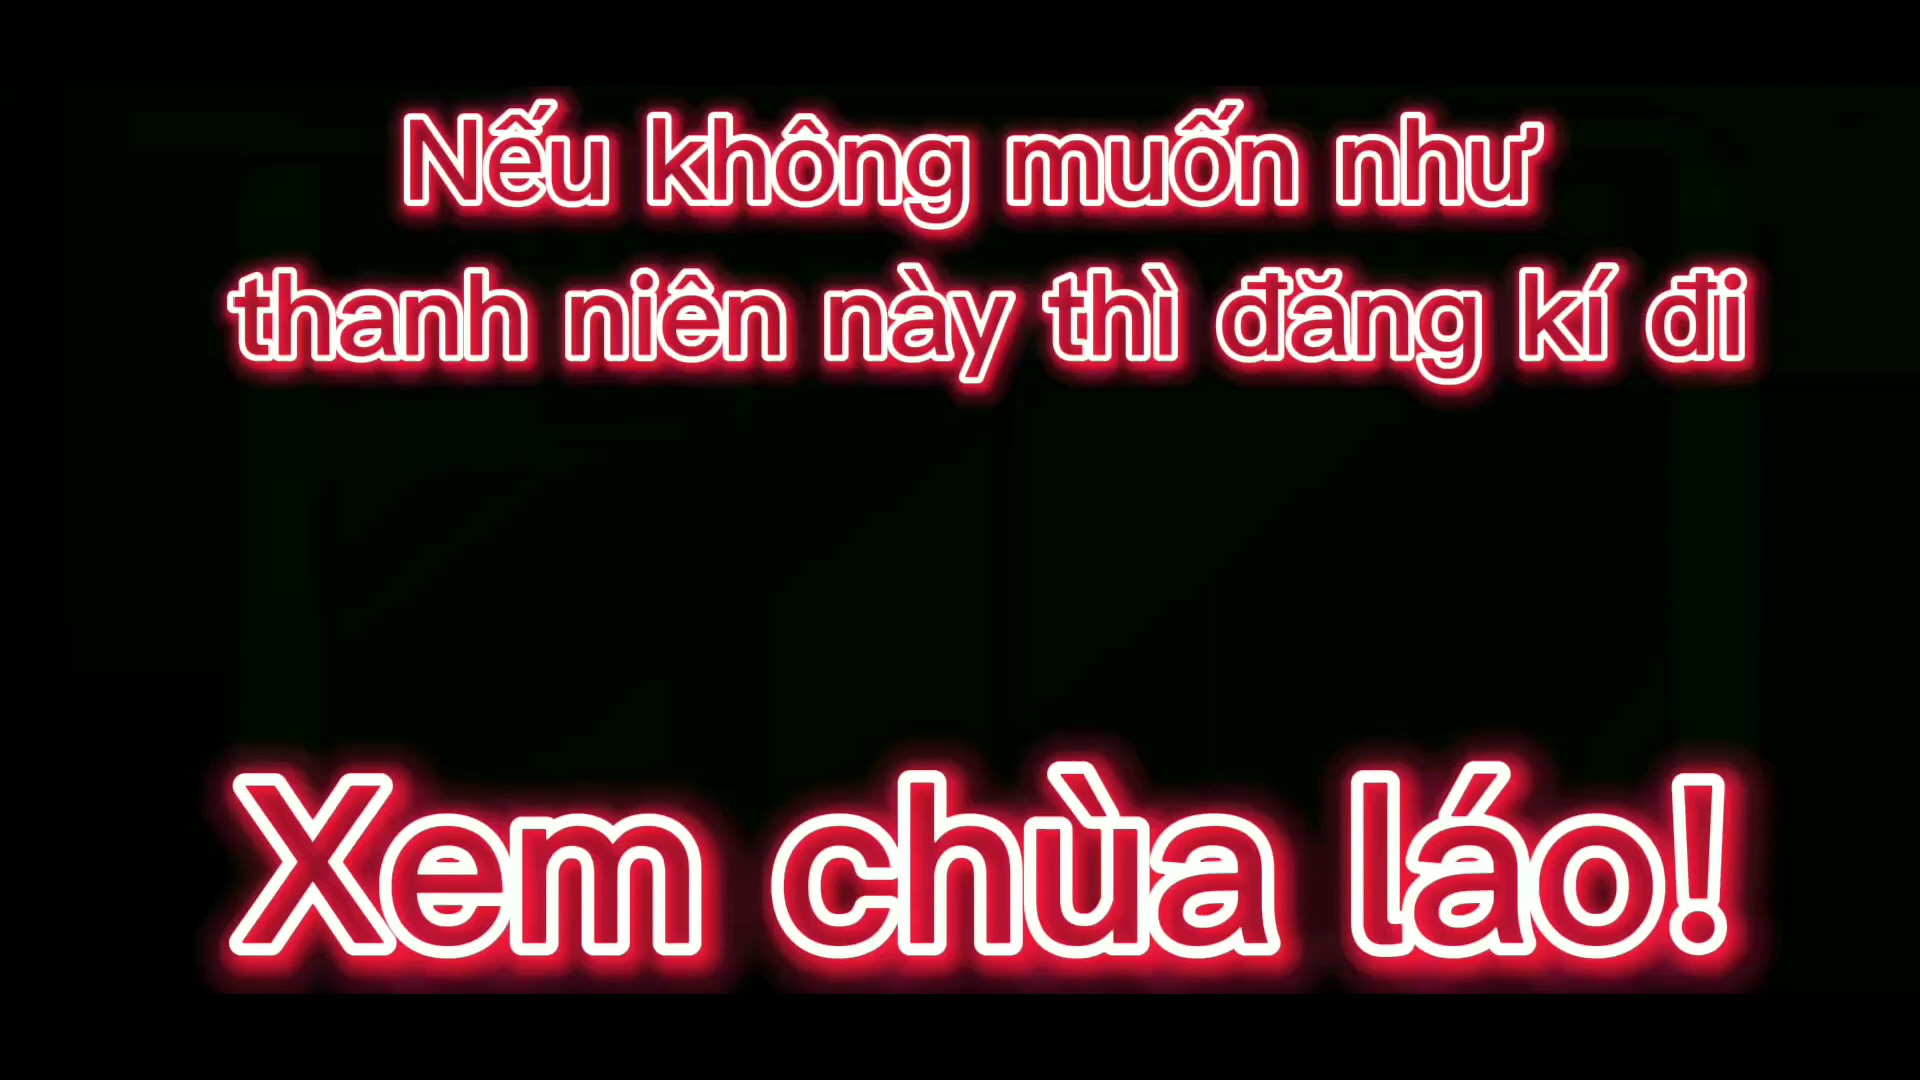 Nếu không muốn như
thanh niên này thì đăng kí đi
Xem chùa láo!